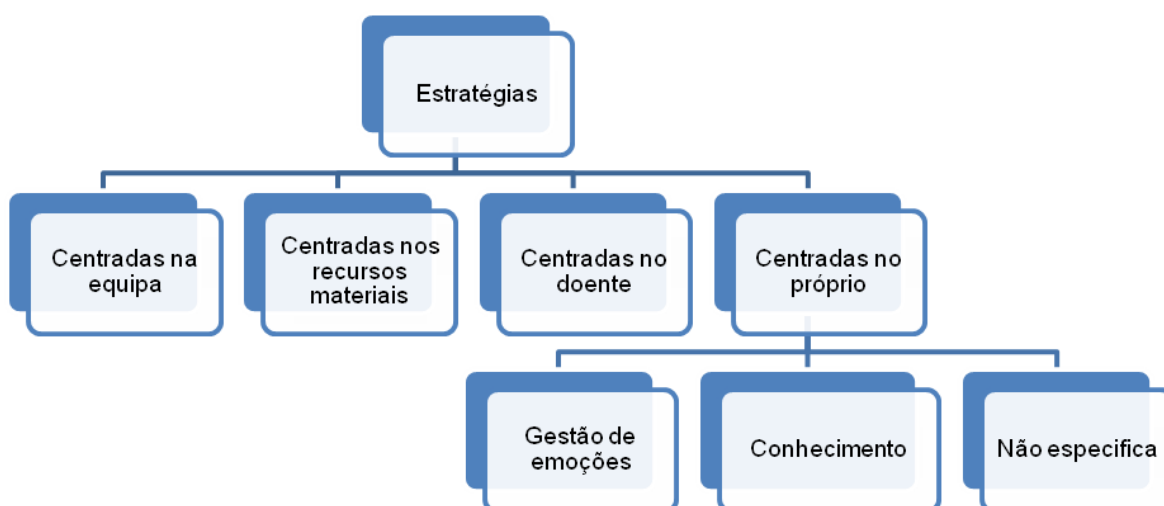 Estratégias
Centradas na
equipa
Centradas nos
recursos
materiais
Centradas no
doente
Centradas no
próprio
Gestão de
emoções
Conhecimento
Não especifica